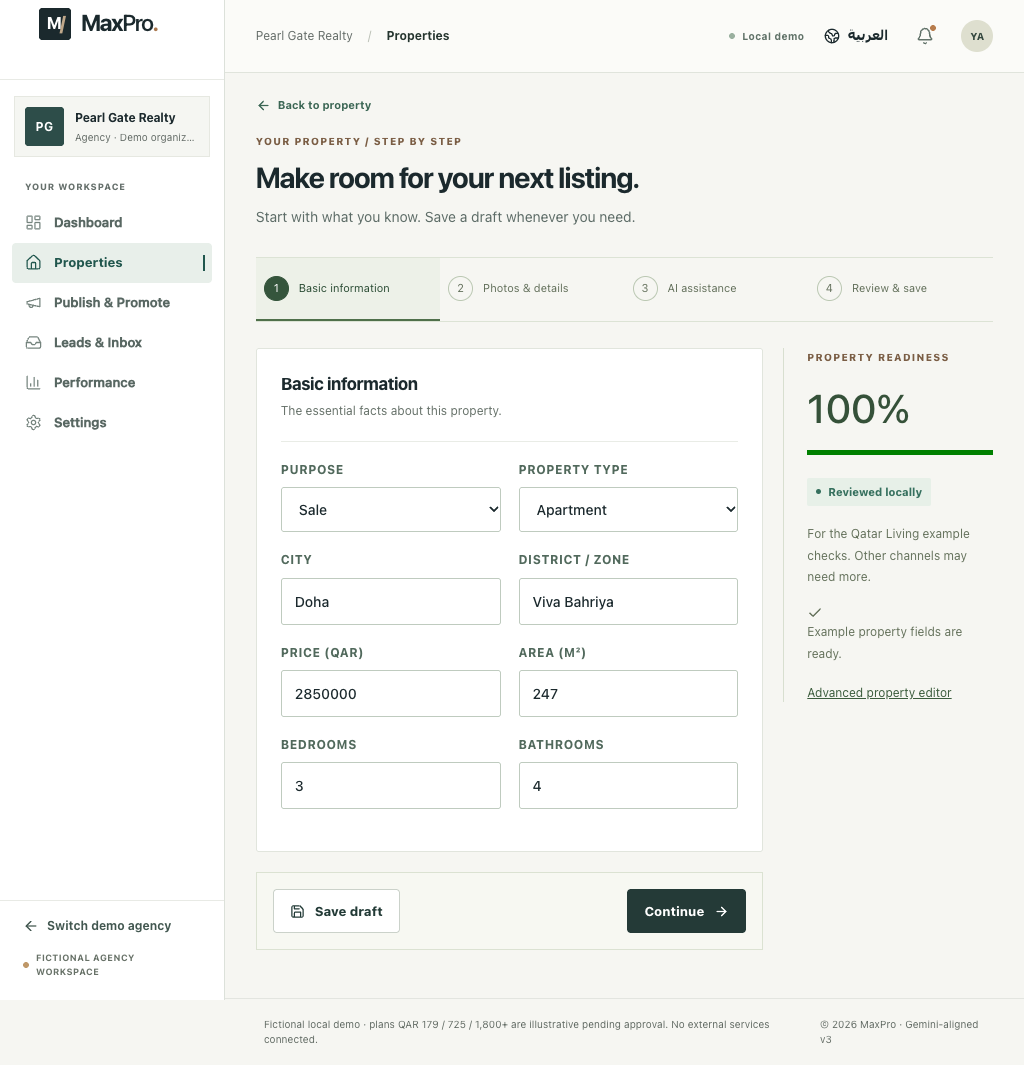 M/ MaxPro.
Pearl Gate Realty / Properties
Local demo
العربية
YA
PG
Pearl Gate Realty
Agency · Demo organiz...
YOUR WORKSPACE
Dashboard
Properties
Publish & Promote
Leads & Inbox
Performance
Settings
Switch demo agency
FICTIONAL AGENCY
WORKSPACE
Back to property
YOUR PROPERTY / STEP BY STEP
Make room for your next listing.
Start with what you know. Save a draft whenever you need.
1 Basic information
2 Photos & details
3 AI assistance
4 Review & save
Basic information
The essential facts about this property.
PURPOSE
Sale
PROPERTY TYPE
Apartment
CITY
Doha
DISTRICT / ZONE
Viva Bahriya
PRICE (QAR)
2850000
AREA (M²)
247
BEDROOMS
3
BATHROOMS
4
Save draft
Continue
PROPERTY READINESS
100%
Reviewed locally
For the Qatar Living example
checks. Other channels may
need more.
Example property fields are
ready.
Advanced property editor
Fictional local demo · plans QAR 179 / 725 / 1,800+ are illustrative pending approval. No external services
connected.
© 2026 MaxPro · Gemini-aligned
v3